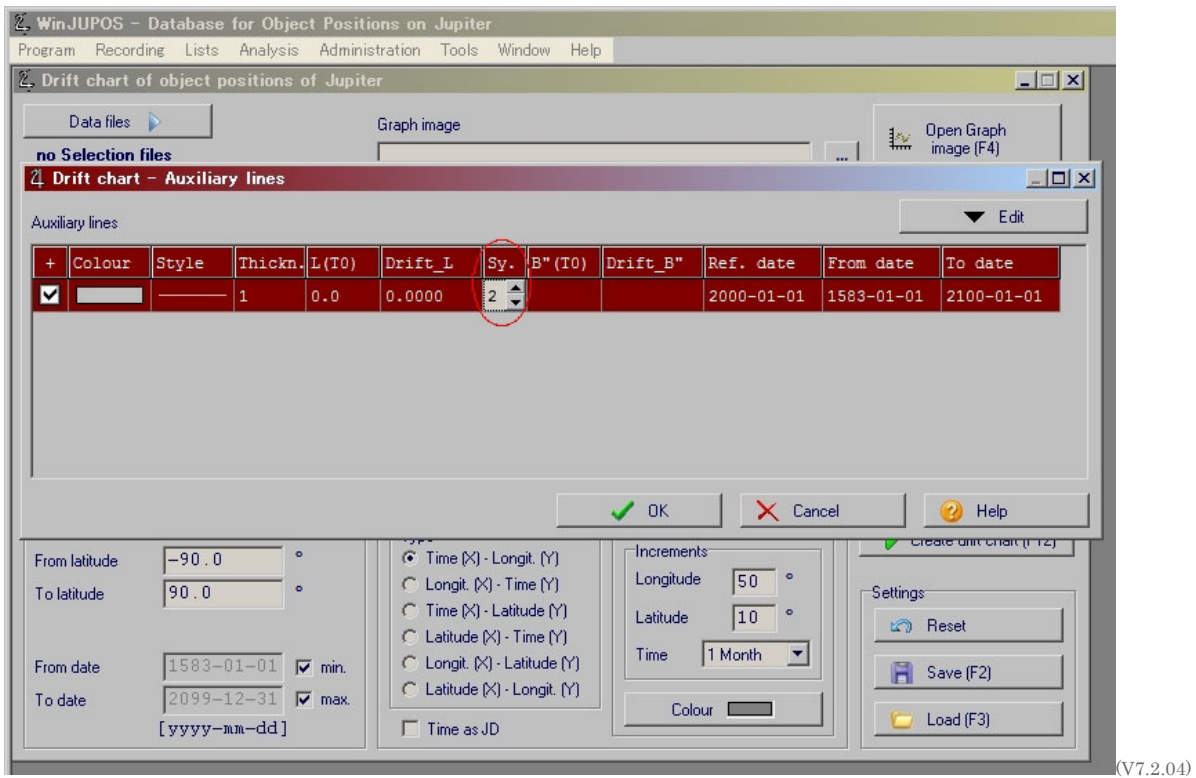 WinJUPOS - Database for Object Positions on Jupiter
Program Recording Lists Analysis Administration Tools Window Help
Drift chart of object positions of Jupiter
Data files
Graph image
Open Graph image (F4)
no Selection files
...
Drift chart - Auxiliary lines
Auxiliary lines
Edit
+ Colour Style Thickn. L(T0) Drift_L Sy. B"(T0) Drift_B" Ref. date From date To date
1 0.0 0.0000 2 2000-01-01 1583-01-01 2100-01-01
OK Cancel Help
From latitude -90.0 °
To latitude 90.0 °
From date 1583-01-01 min.
To date 2099-12-31 max.
[yyyy-mm-dd]
Time (X) - Longit. (Y)
Longit. (X) - Time (Y)
Time (X) - Latitude (Y)
Latitude (X) - Time (Y)
Longit. (X) - Latitude (Y)
Latitude (X) - Longit. (Y)
Time as JD
Increments
Longitude 50 °
Latitude 10 °
Time 1 Month
Colour
Create drift chart (F12)
Settings
Reset
Save (F2)
Load (F3)
(V7.2.04)